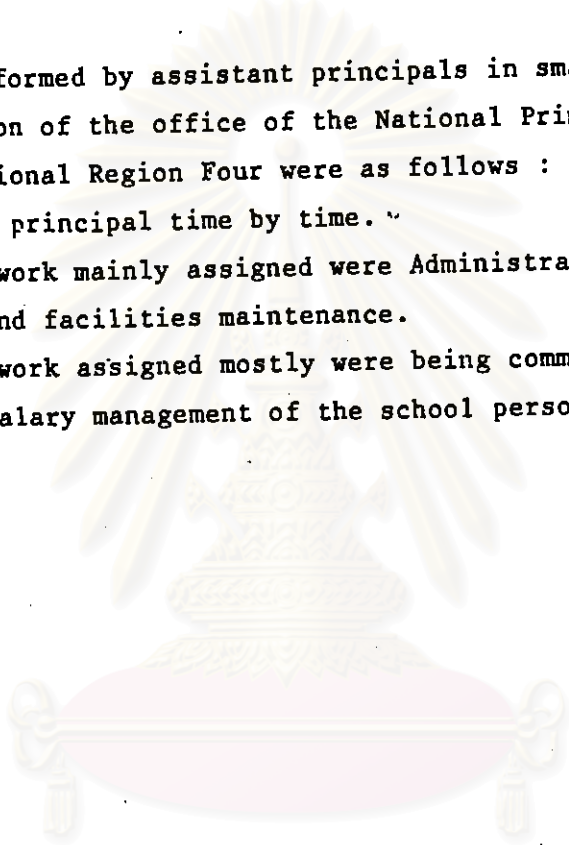 formed by assistant principals in sm
on of the office of the National Pri
ional Region Four were as follows :
principal time by time.
work mainly assigned were Administra
nd facilities maintenance.
work assigned mostly were being comm
alary management of the school perso